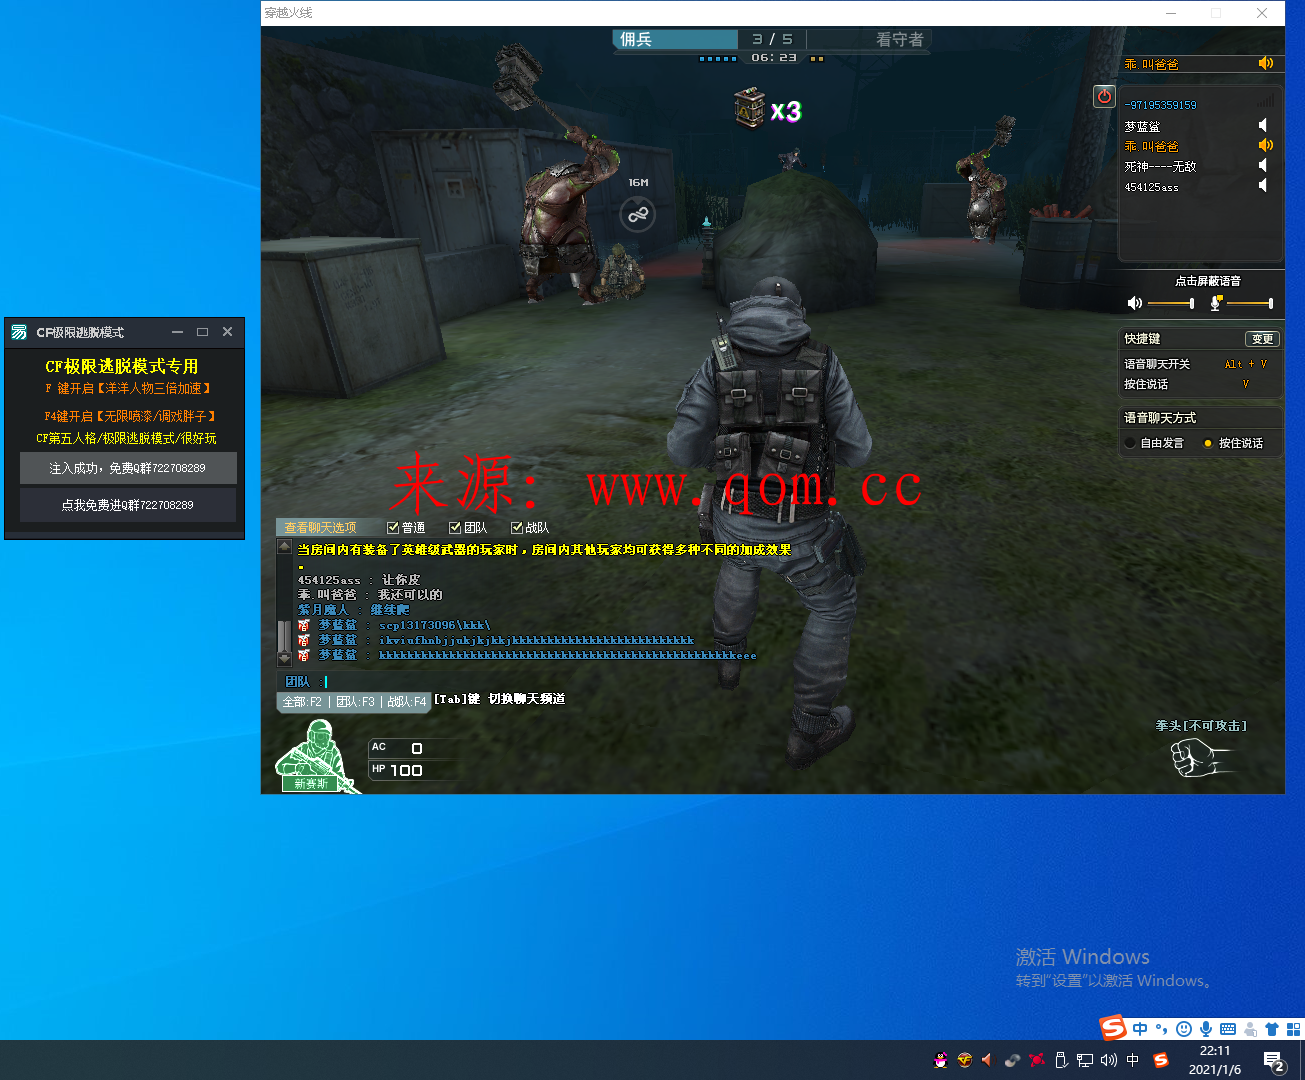 穿越火线
佣兵
3 / 5
看守者
06:23
x3
16M
乖.叫爸爸
-97195359159
梦蓝鲨
乖.叫爸爸
死神----无敌
454125ass
点击屏蔽语音
快捷键
变更
语音聊天开关
Alt + V
按住说话
V
语音聊天方式
自由发言
按住说话
CF极限逃脱模式
CF极限逃脱模式专用
F 键开启【洋洋人物三倍加速】
F4键开启【无限喷漆/调戏胖子】
CF第五人格/极限逃脱模式/很好玩
注入成功，免费Q群722708289
点我免费进Q群722708289
来源：www.qom.cc
查看聊天选项
普通
团队
战队
当房间内有装备了英雄级武器的玩家时，房间内其他玩家均可获得多种不同的加成效果
。
454125ass : 让你皮
乖.叫爸爸 : 我还可以的
紫月魔人 : 继续爬
梦蓝鲨 : scp13173096\kkk\
梦蓝鲨 :
梦蓝鲨 :
团队 :
全部:F2 | 团队:F3 | 战队:F4
[Tab]键 切换聊天频道
AC 0
HP 100
新赛斯
拳头[不可攻击]
激活 Windows
转到"设置"以激活 Windows。
中
中
22:11
2021/1/6
2